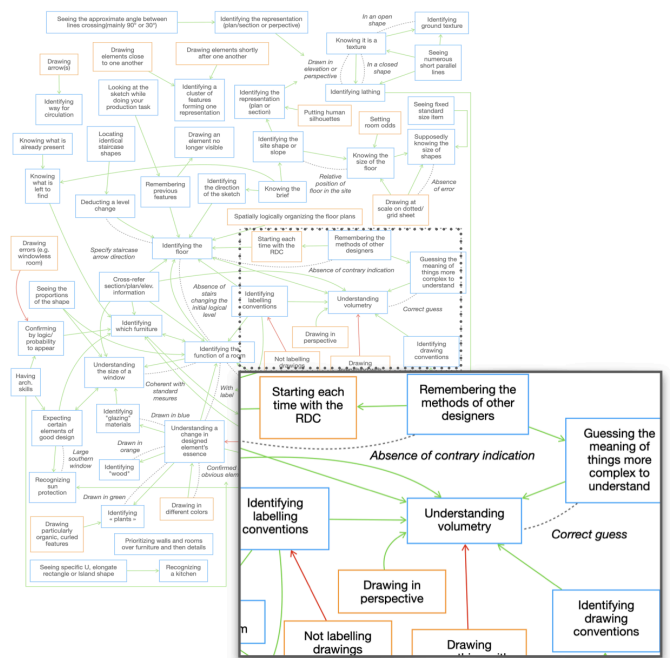 Seeing the approximate angle between
lines crossing(mainly 90° or 30°)
Identifying the representation
(plan/section or perpective)
In an open
shape
Identifying
ground texture
Knowing it is a
texture
Drawing
elements close
to one another
Drawing elements shortly
after one another
Drawing
arrow(s)
Drawn in
elevation or
perspective
In a closed
shape
Seeing
numerous
short parallel
lines
Looking at the
sketch while
doing your
production task
Identifying a
cluster of
features
forming one
representation
Identifying the
representation
(plan or
section)
Identifying lathing
Identifying
way for
circulation
Putting human
silhouettes
Seeing fixed
standard
size item
Setting
room odds
Knowing what is
already present
Locating
identical
staircase
shapes
Drawing an
element no
longer visible
Identifying the
site shape or
slope
Supposedly
knowing the
size of
shapes
Knowing the
size of the floor
Knowing
what is
left to
find
Remembering
previous
features
Identifying
the direction
of the sketch
Knowing the
brief
Relative
position of
floor in the site
Absence
of error
Deducting a level
change
Drawing at
scale on dotted/
grid sheet
Spatially logically organizing the floor plans
Drawing
errors (e.g.
windowless
room)
Specify staircase
arrow direction
Identifying the
floor
Starting each
time with the
RDC
Remembering the
methods of other
designers
Absence of contrary indication
Guessing the
meaning of
things more
complex to
understand
Seeing the
proportions
of the shape
Cross-refer
section/plan/elev.
information
Absence of
stairs
changing the
initial logical
level
Identifying
labelling
conventions
Understanding
volumetry
Correct guess
Confirming
by logic/
probability
to appear
Identifying
which furniture
Drawing in
perspective
Identifying the
function of a room
Not labelling
drawings
Drawing
Identifying
drawing
conventions
Understanding
the size of a
window
Having
arch.
skills
Coherent with
standard
mesures
With
label
Expecting
certain
elements of
good design
Identifying
"glazing"
materials
Drawn in blue
Understanding
a change in
designed
element's
essence
Large
southern
window
Drawn in
orange
Identifying
"wood"
Confirmed
obvious elem
Recognizing
sun
protection
Drawn in green
Drawing in
different colors
Identifying
« plants »
Drawing
particularly
organic, curled
features
Prioritizing walls and rooms
over furniture and then details
Seeing specific U, elongate
rectangle or Island shape
Recognizing
a kitchen
Starting each
time with the
RDC
Remembering the
methods of other
designers
Absence of contrary indication
Guessing the
meaning of
things more
complex to
understand
Identifying
labelling
conventions
Understanding
volumetry
Correct guess
Drawing in
perspective
Identifying
drawing
conventions
m
Not labelling
drawings
Drawing